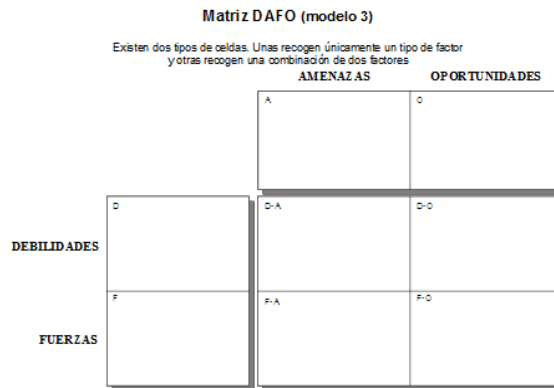 Matriz DAFO (modelo 3)
Existen dos tipos de celdas. Unas recogen únicamente un tipo de factor
y otras recogen una combinación de dos factores
AMENAZAS OPORTUNIDADES
A O
D D-A D-O
DEBILIDADES
F F-A F-O
FUERZAS